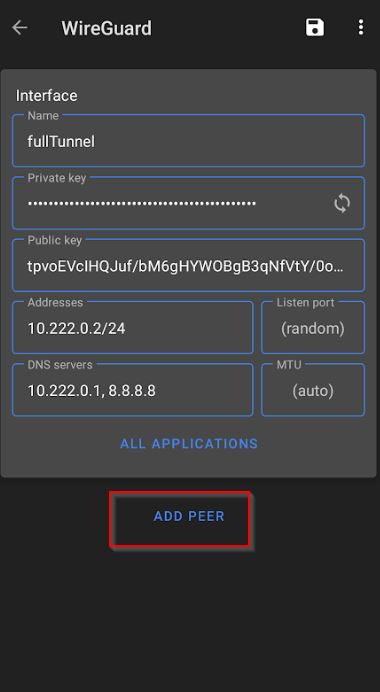 WireGuard
Interface
Name
fullTunnel
Private key
••••••••••••••••••••••••••••••••••••••••••••
Public key
tpvoEVcIHQJuf/bM6gHYWOBgB3qNfVtY/0o...
Addresses
Listen port
10.222.0.2/24
(random)
DNS servers
MTU
10.222.0.1, 8.8.8.8
(auto)
ALL APPLICATIONS
ADD PEER